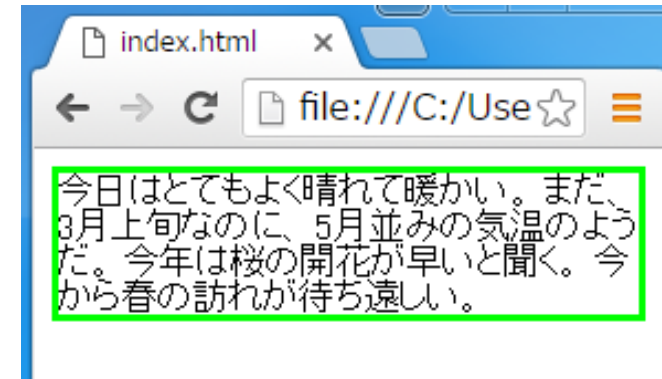 index.html
file:///C:/Use
今日はとてもよく晴れて暖かい。まだ、
3月上旬なのに、5月並みの気温のよう
だ。今年は桜の開花が早いと聞く。今
から春の訪れが待ち遠しい。